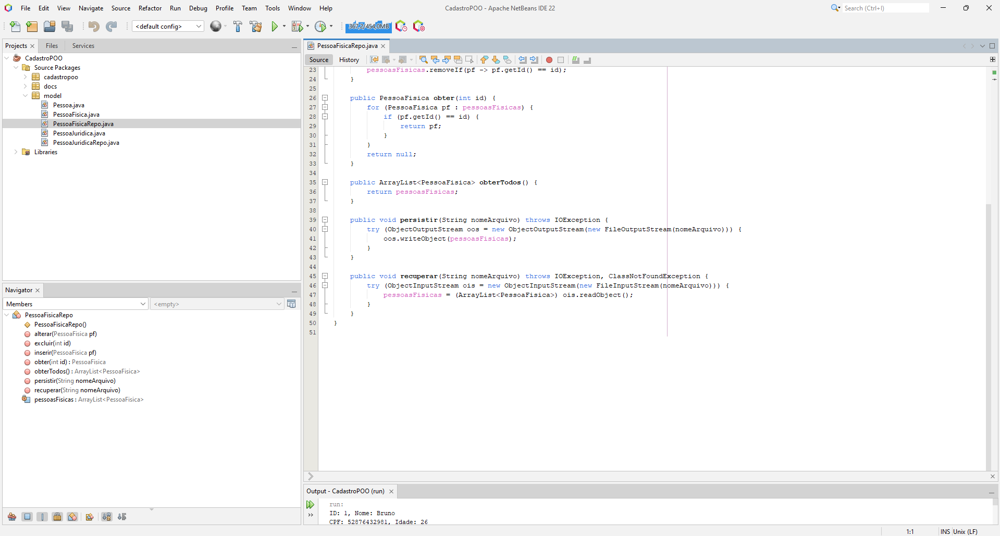 File Edit View Navigate Source Refactor Run Debug Profile Team Tools Window Help
CadastroPOO - Apache NetBeans IDE 22
Search (Ctrl+I)
<default config>
367,2/454,0MB
Projects Files Services
CadastroPOO
Source Packages
cadastropoo
docs
model
Pessoa.java
PessoaFisica.java
PessoaFisicaRepo.java
PessoaJuridica.java
PessoaJuridicaRepo.java
Libraries
Navigator
Members
<empty>
PessoaFisicaRepo
PessoaFisicaRepo()
alterar(PessoaFisica pf)
excluir(int id)
inserir(PessoaFisica pf)
obter(int id) : PessoaFisica
obterTodos() : ArrayList<PessoaFisica>
persistir(String nomeArquivo)
recuperar(String nomeArquivo)
pessoasFisicas : ArrayList<PessoaFisica>
PessoaFisicaRepo.java
Source History
23 pessoasFisicas.removeIf(pf -> pf.getId() == id);
24 }
25
26 public PessoaFisica obter(int id) {
27 for (PessoaFisica pf : pessoasFisicas) {
28 if (pf.getId() == id) {
29 return pf;
30 }
31 }
32 return null;
33 }
34
35 public ArrayList<PessoaFisica> obterTodos() {
36 return pessoasFisicas;
37 }
38
39 public void persistir(String nomeArquivo) throws IOException {
40 try (ObjectOutputStream oos = new ObjectOutputStream(new FileOutputStream(nomeArquivo))) {
41 oos.writeObject(pessoasFisicas);
42 }
43 }
44
45 public void recuperar(String nomeArquivo) throws IOException, ClassNotFoundException {
46 try (ObjectInputStream ois = new ObjectInputStream(new FileInputStream(nomeArquivo))) {
47 pessoasFisicas = (ArrayList<PessoaFisica>) ois.readObject();
48 }
49 }
50 }
51
Output - CadastroPOO (run)
run:
ID: 1, Nome: Bruno
CPF: 52876432981, Idade: 26
1:1 INS Unix (LF)